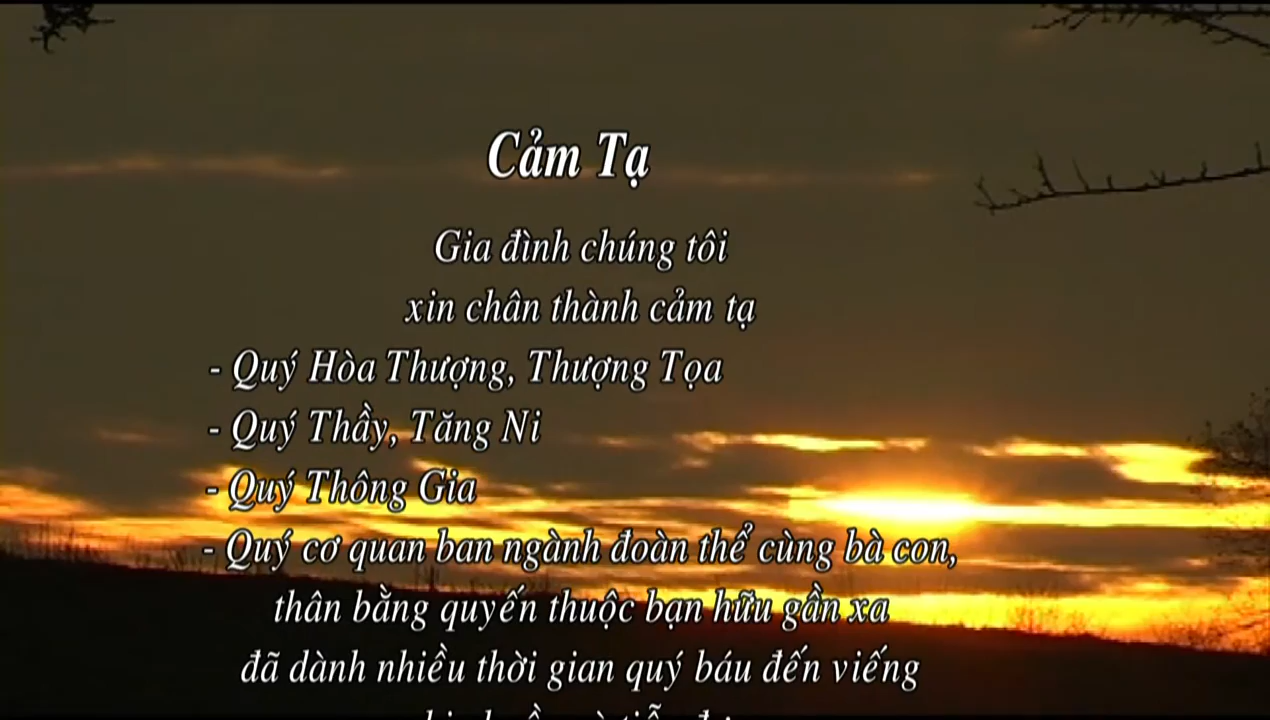 Cảm Tạ
Gia đình chúng tôi
xin chân thành cảm tạ
- Quý Hòa Thượng, Thượng Tọa
- Quý Thầy, Tăng Ni
- Quý Thông Gia
- Quý cơ quan ban ngành đoàn thể cùng bà con,
thân bằng quyến thuộc bạn hữu gần xa
đã dành nhiều thời gian quý báu đến viếng